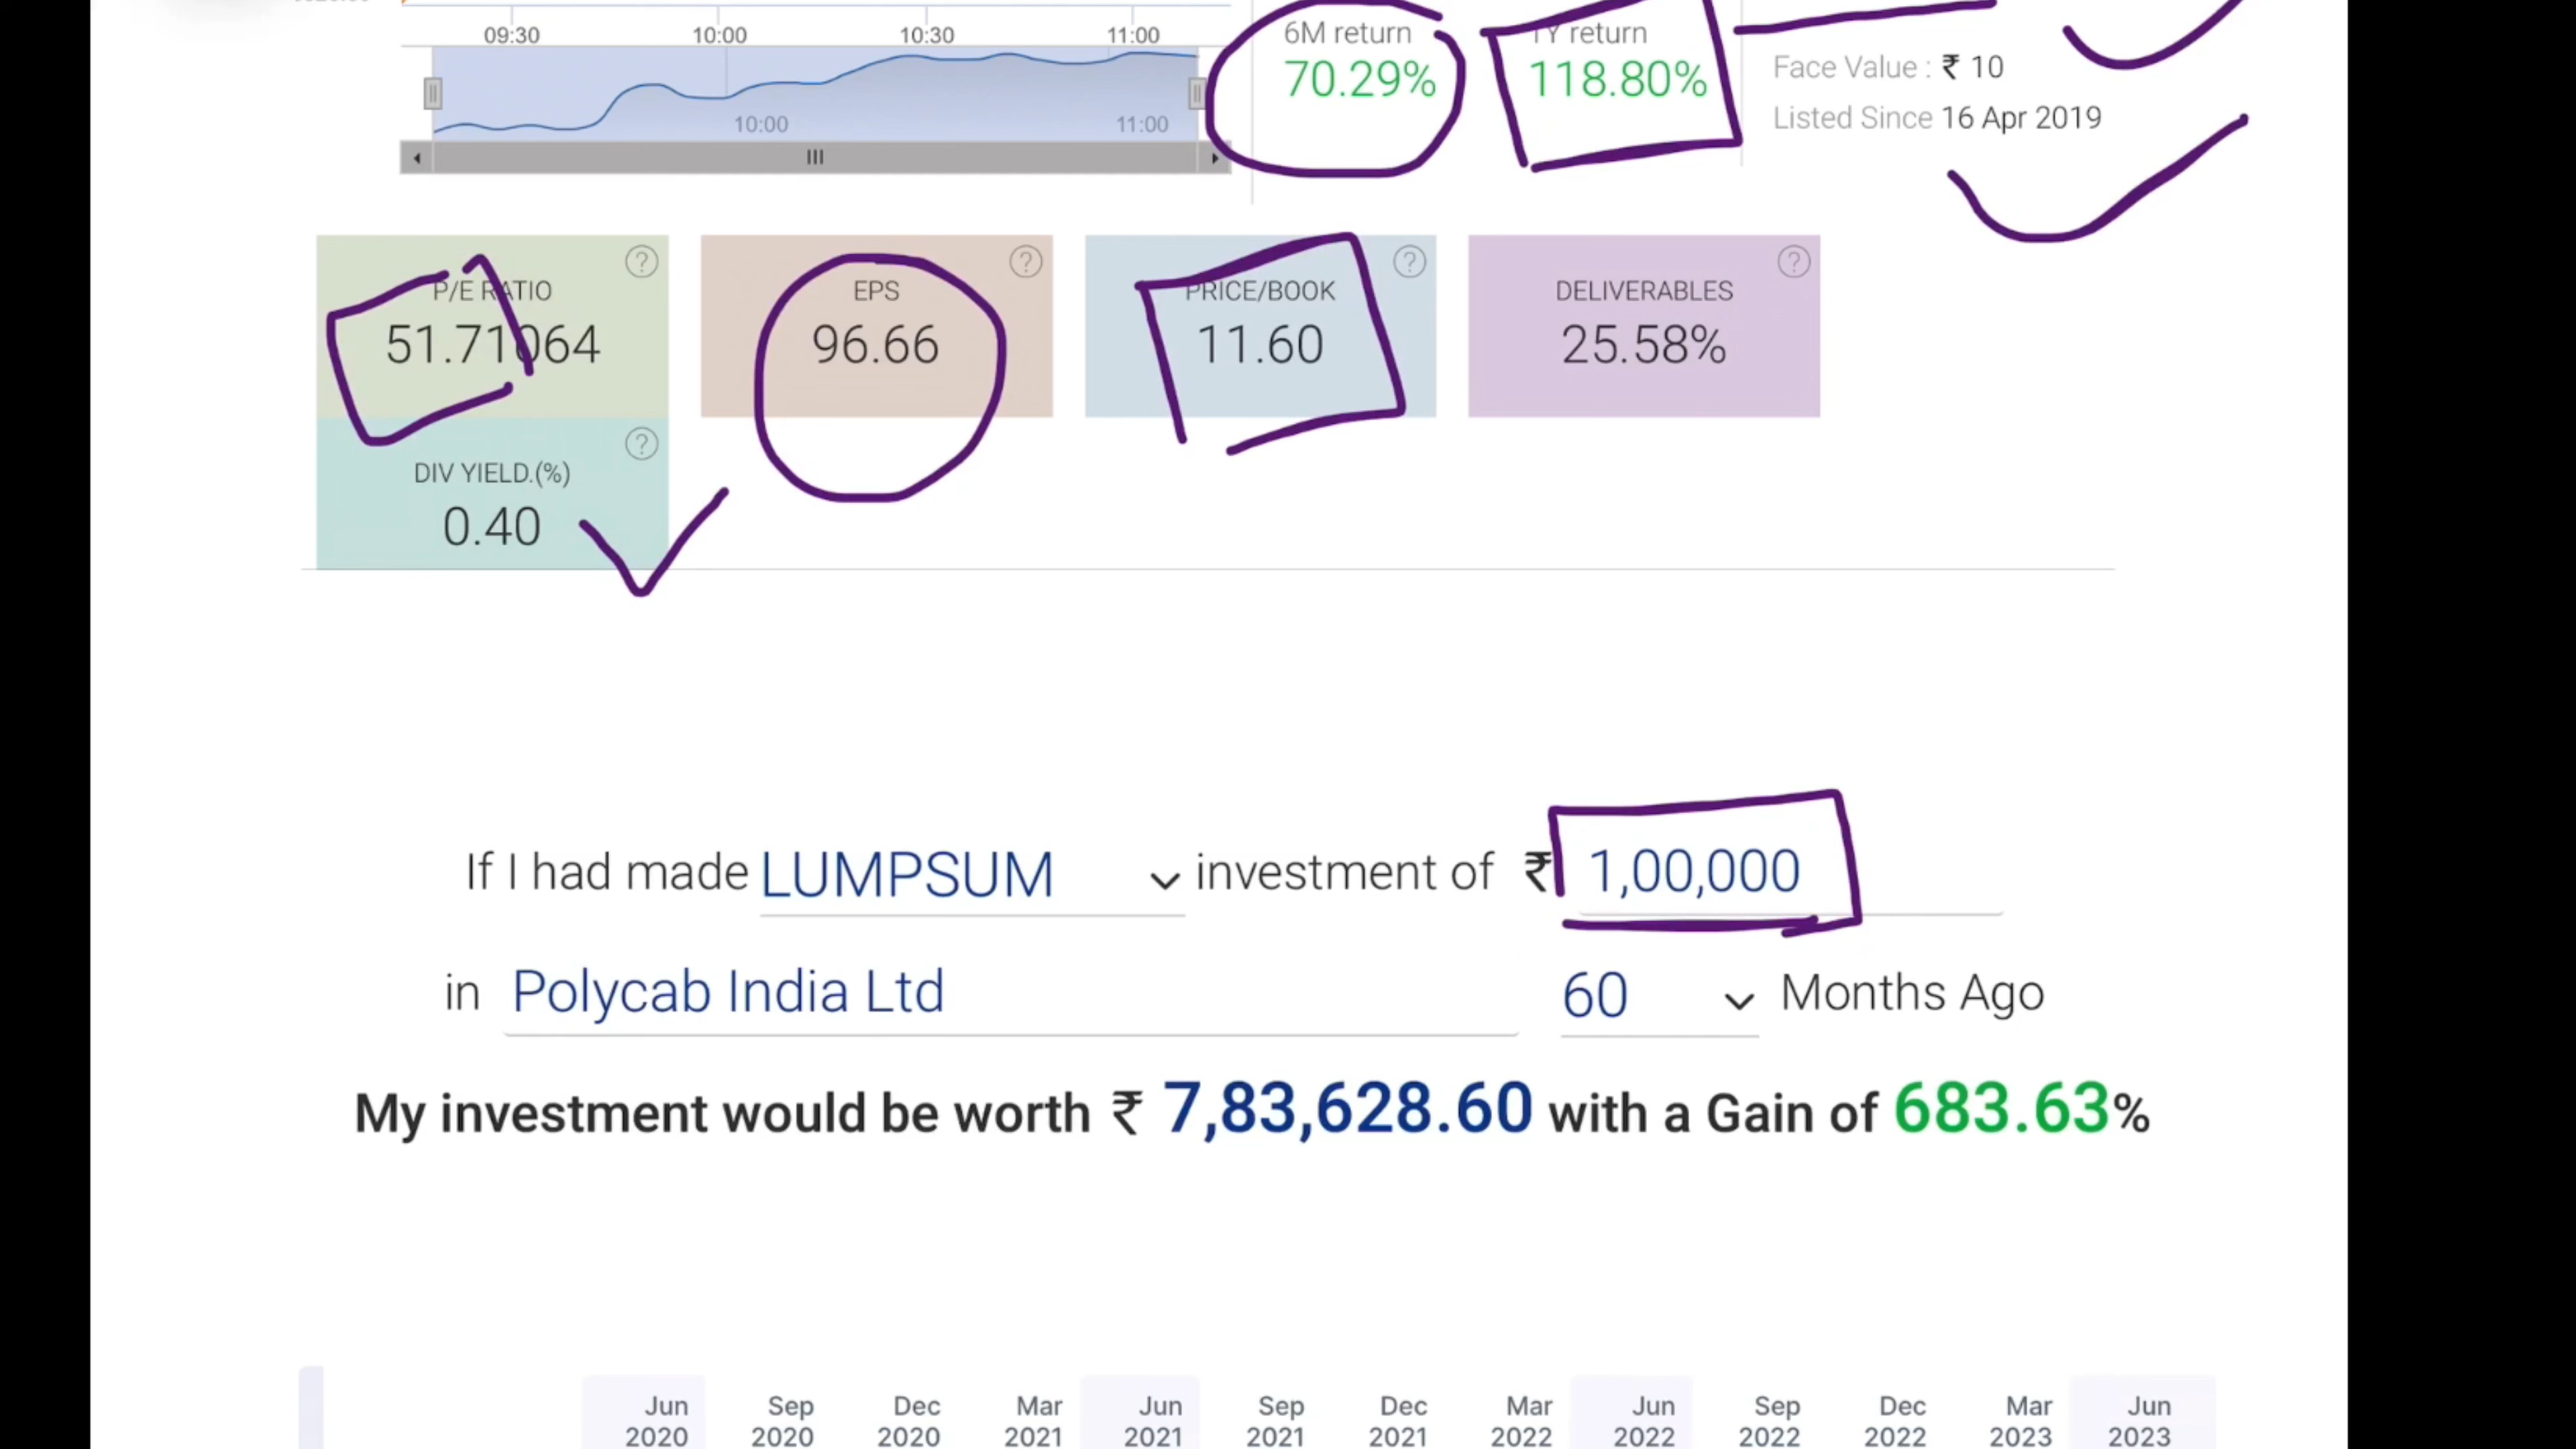 09:30 10:00 10:30 11:00
10:00 11:00
6M return
70.29%
1Y return
118.80%
Face Value : ₹ 10
Listed Since 16 Apr 2019
P/E RATIO
51.71064
EPS
96.66
PRICE/BOOK
11.60
DELIVERABLES
25.58%
DIV YIELD.(%)
0.40
If I had made LUMPSUM investment of ₹ 1,00,000
in Polycab India Ltd 60 Months Ago
My investment would be worth ₹ 7,83,628.60 with a Gain of 683.63%
Jun Sep Dec Mar Jun Sep Dec Mar Jun Sep Dec Mar Jun
2020 2020 2020 2021 2021 2021 2021 2022 2022 2022 2022 2023 2023